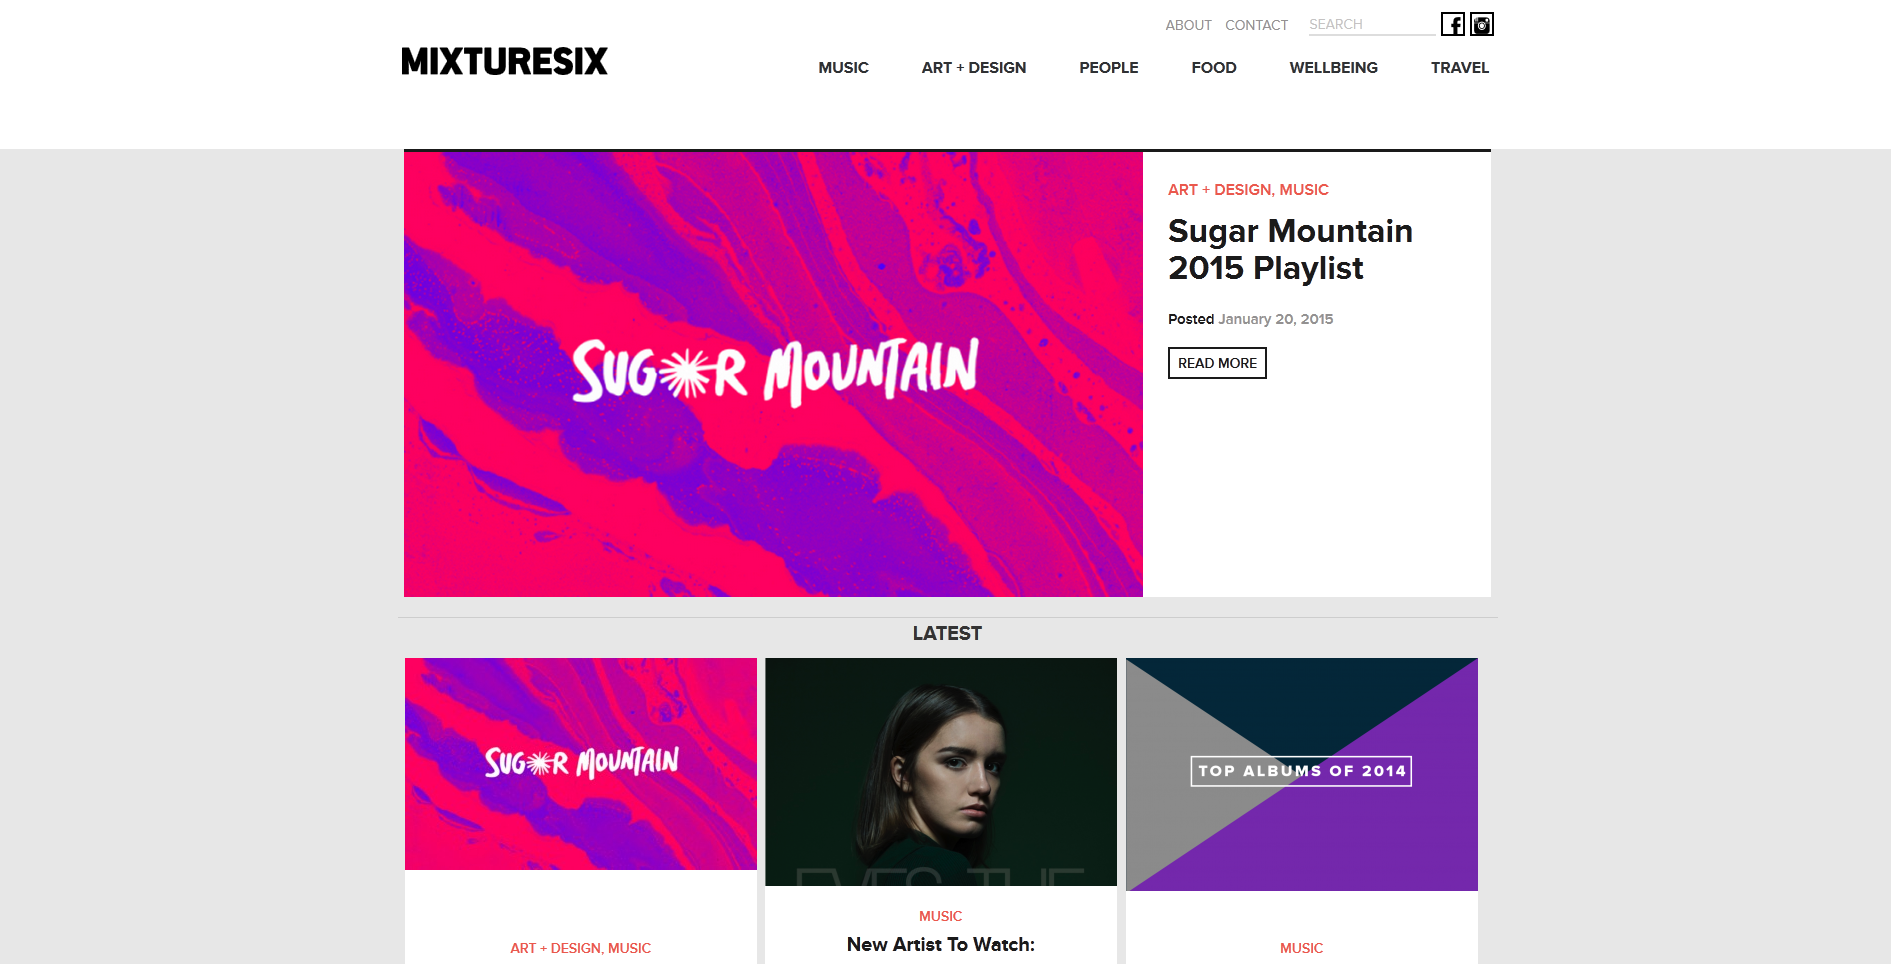 ABOUT CONTACT SEARCH
MIXTURESIX
MUSIC ART + DESIGN PEOPLE FOOD WELLBEING TRAVEL
SUGAR MOUNTAIN
ART + DESIGN, MUSIC
Sugar Mountain
2015 Playlist
Posted January 20, 2015
READ MORE
LATEST
SUGAR MOUNTAIN
ART + DESIGN, MUSIC
MUSIC
New Artist To Watch:
TOP ALBUMS OF 2014
MUSIC